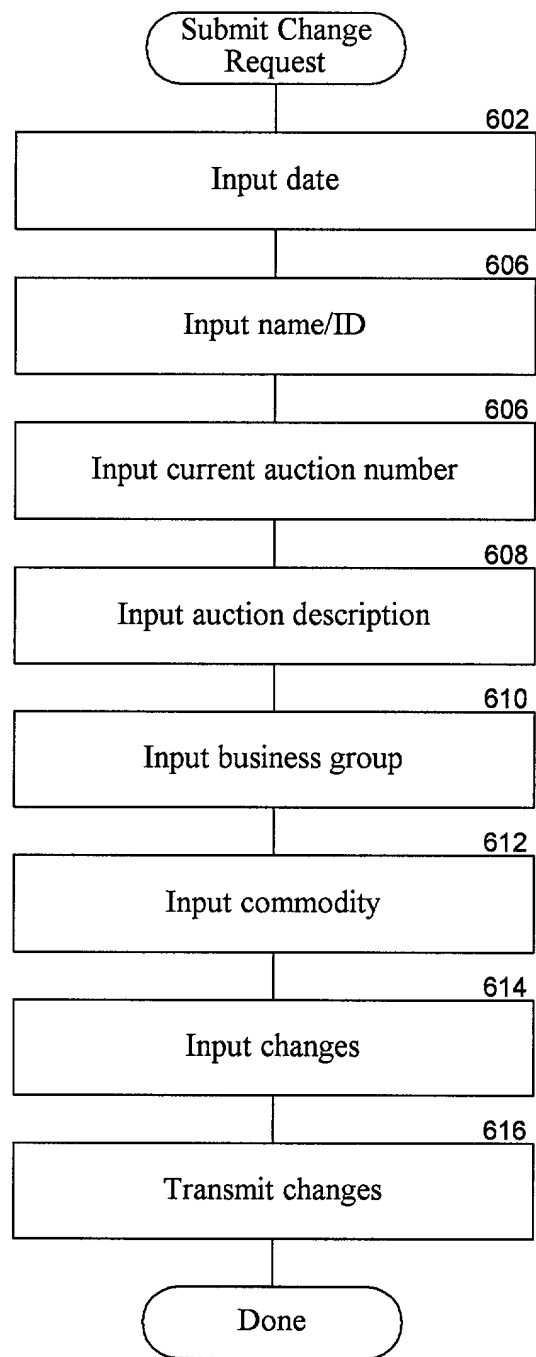 Submit Change
Request
602
Input date
606
Input name/ID
606
Input current auction number
608
Input auction description
610
Input business group
612
Input commodity
614
Input changes
616
Transmit changes
Done